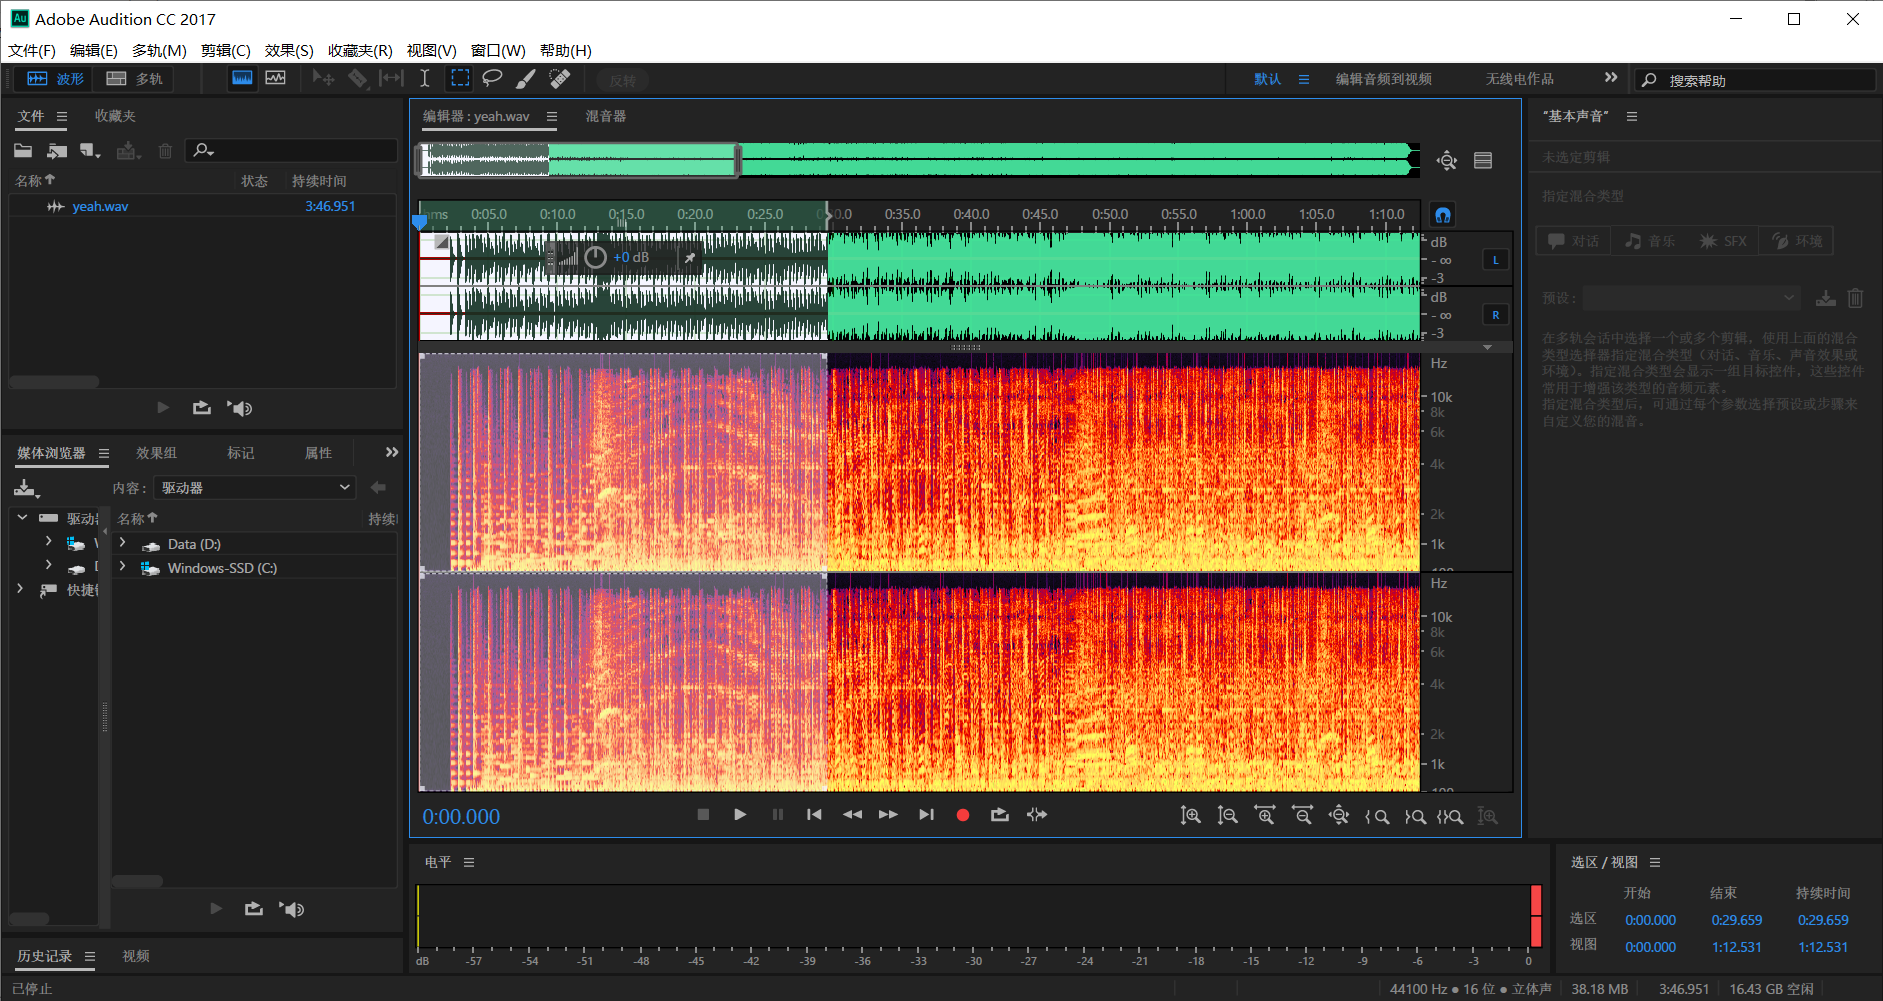 Au Adobe Audition CC 2017
文件(F) 编辑(E) 多轨(M) 剪辑(C) 效果(S) 收藏夹(R) 视图(V) 窗口(W) 帮助(H)
波形 多轨 反转 默认 编辑音频到视频 无线电作品 搜索帮助
文件 收藏夹
名称 状态 持续时间
yeah.wav 3:46.951
媒体浏览器 效果组 标记 属性
内容: 驱动器
驱动 名称 持续
Data (D:)
Windows-SSD (C:)
快捷
历史记录 视频
已停止
编辑器: yeah.wav 混音器
hms 0:05.0 0:10.0 0:15.0 0:20.0 0:25.0 0:35.0 0:40.0 0:45.0 0:50.0 0:55.0 1:00.0 1:05.0 1:10.0
+0 dB
dB
-∞
-3
L
dB
-∞
-3
R
Hz
10k
8k
6k
4k
2k
1k
Hz
10k
8k
6k
4k
2k
1k
0:00.000
电平
dB -57 -54 -51 -48 -45 -42 -39 -36 -33 -30 -27 -24 -21 -18 -15 -12 -9 -6 -3 0
"基本声音"
未选定剪辑
指定混合类型
对话 音乐 SFX 环境
预设:
在多轨会话中选择一个或多个剪辑，使用上面的混合
类型选择器指定混合类型（对话、音乐、声音效果或
环境）。指定混合类型会显示一组目标控件，这些控件
常用于增强该类型的音频元素。
指定混合类型后，可通过每个参数选择预设或步骤来
自定义您的混音。
选区 / 视图
开始 结束 持续时间
选区 0:00.000 0:29.659 0:29.659
视图 0:00.000 1:12.531 1:12.531
44100 Hz ● 16 位 ● 立体声 38.18 MB 3:46.951 16.43 GB 空闲